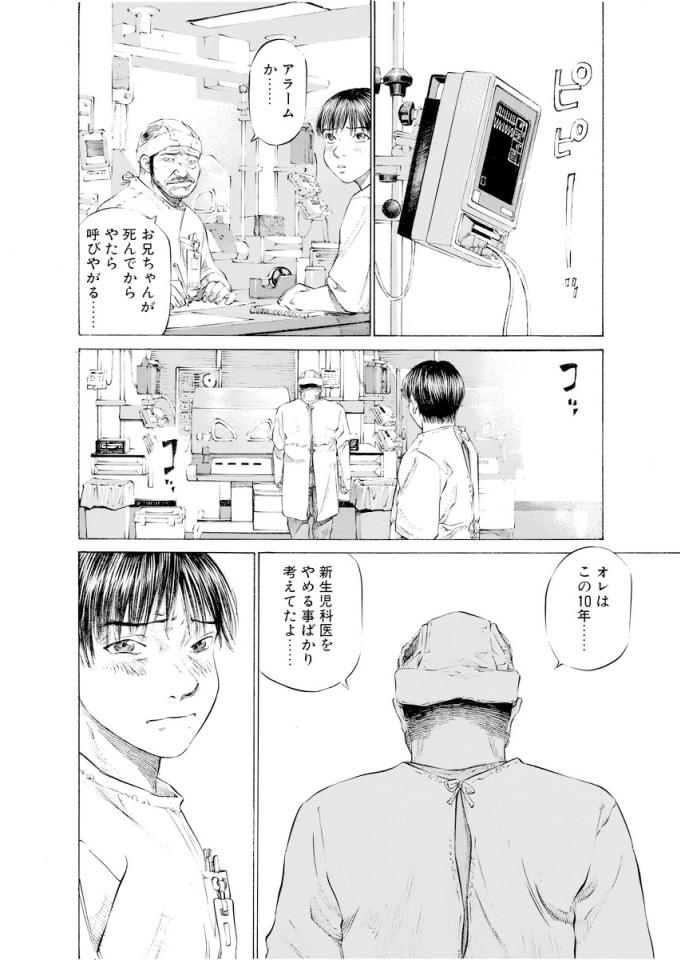 ピピーーッ
アラーム
か……
お兄ちゃんが
死んでから
やたら
呼びやがる……
コッ
コッ
オレは
この10年……
新生児科医を
やめる事ばかり
考えてたよ……